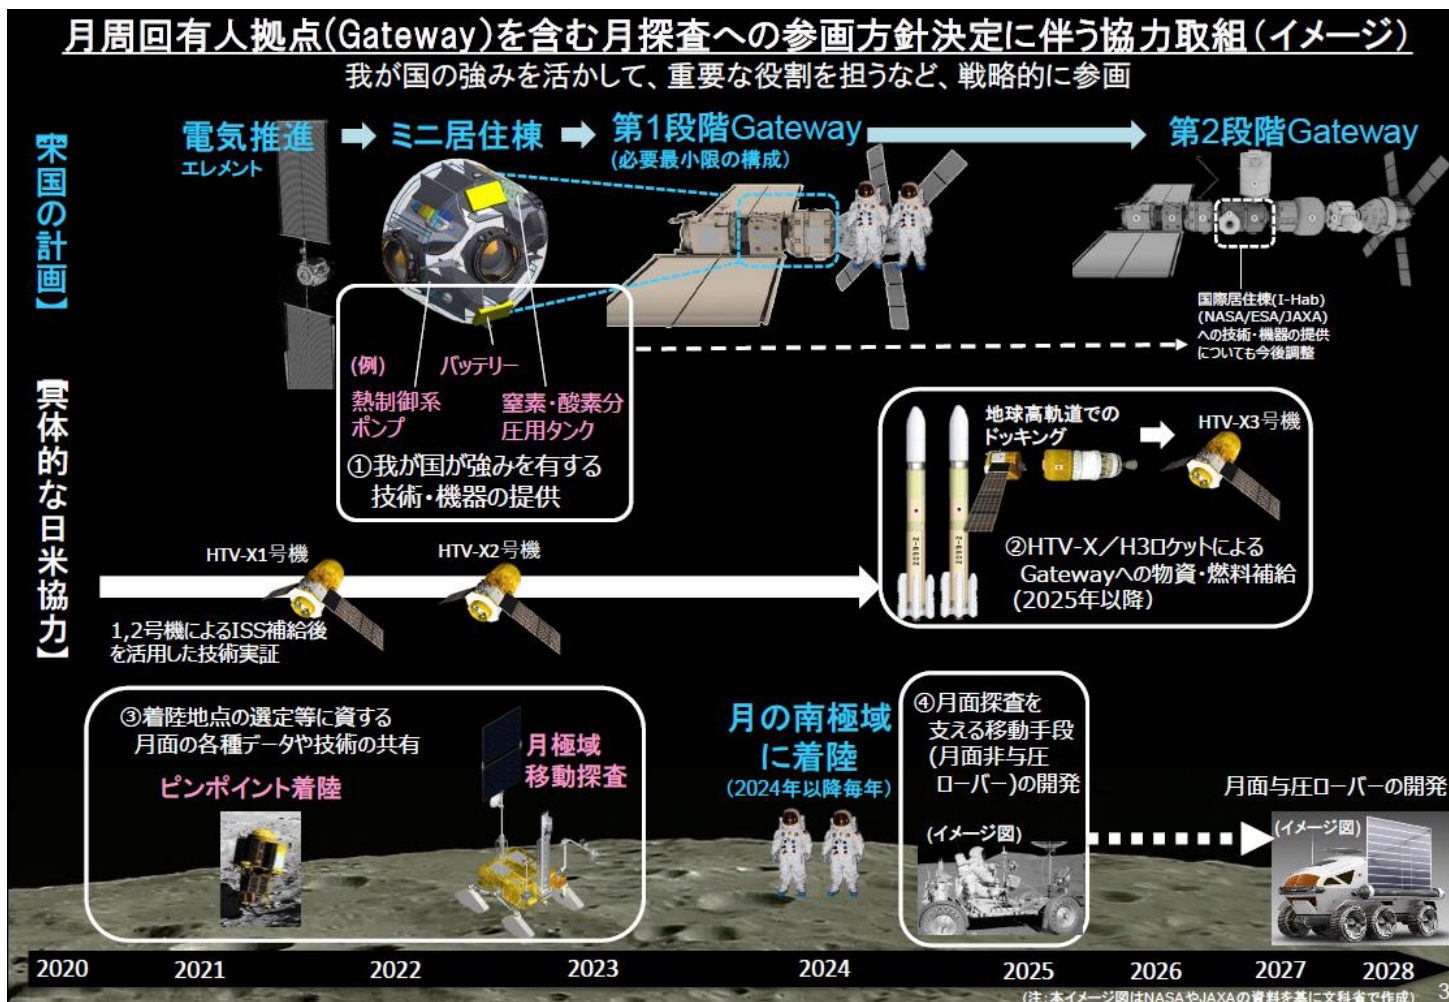 月周回有人拠点(Gateway)を含む月探査への参画方針決定に伴う協力取組(イメージ)
我が国の強みを活かして、重要な役割を担うなど、戦略的に参画
【米国の計画】
電気推進
エレメント
ミニ居住棟
第1段階Gateway
(必要最小限の構成)
第2段階Gateway
国際居住棟(I-Hab)
(NASA/ESA/JAXA)
への技術・機器の提供
についても今後調整
【具体的な日米協力】
(例)
バッテリー
熱制御系
ポンプ
窒素・酸素分
圧用タンク
①我が国が強みを有する
技術・機器の提供
地球高軌道での
ドッキング
HTV-X3号機
②HTV-X/H3ロケットによる
Gatewayへの物資・燃料補給
(2025年以降)
HTV-X1号機
HTV-X2号機
1,2号機によるISS補給後
を活用した技術実証
③着陸地点の選定等に資する
月面の各種データや技術の共有
ピンポイント着陸
月極域
移動探査
月の南極域
に着陸
(2024年以降毎年)
④月面探査を
支える移動手段
(月面非与圧
ローバー)の開発
(イメージ図)
月面与圧ローバーの開発
(イメージ図)
2020
2021
2022
2023
2024
2025
2026
2027
2028
(注:本イメージ図はNASAやJAXAの資料を基に文科省で作成)
3